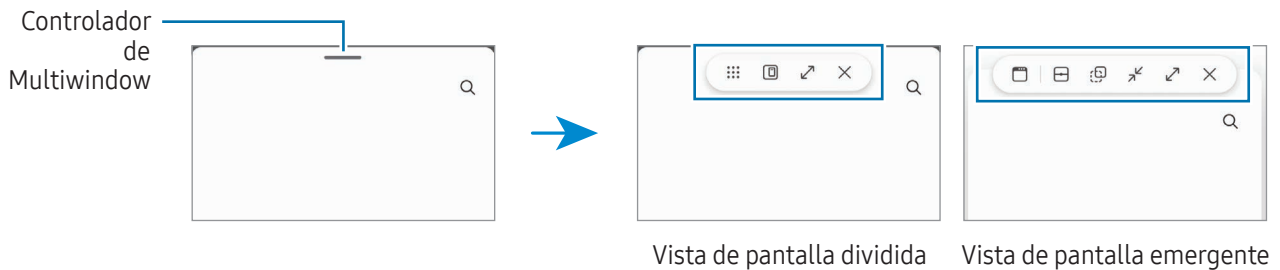 Controlador
de
Multiwindow
Vista de pantalla dividida
Vista de pantalla emergente